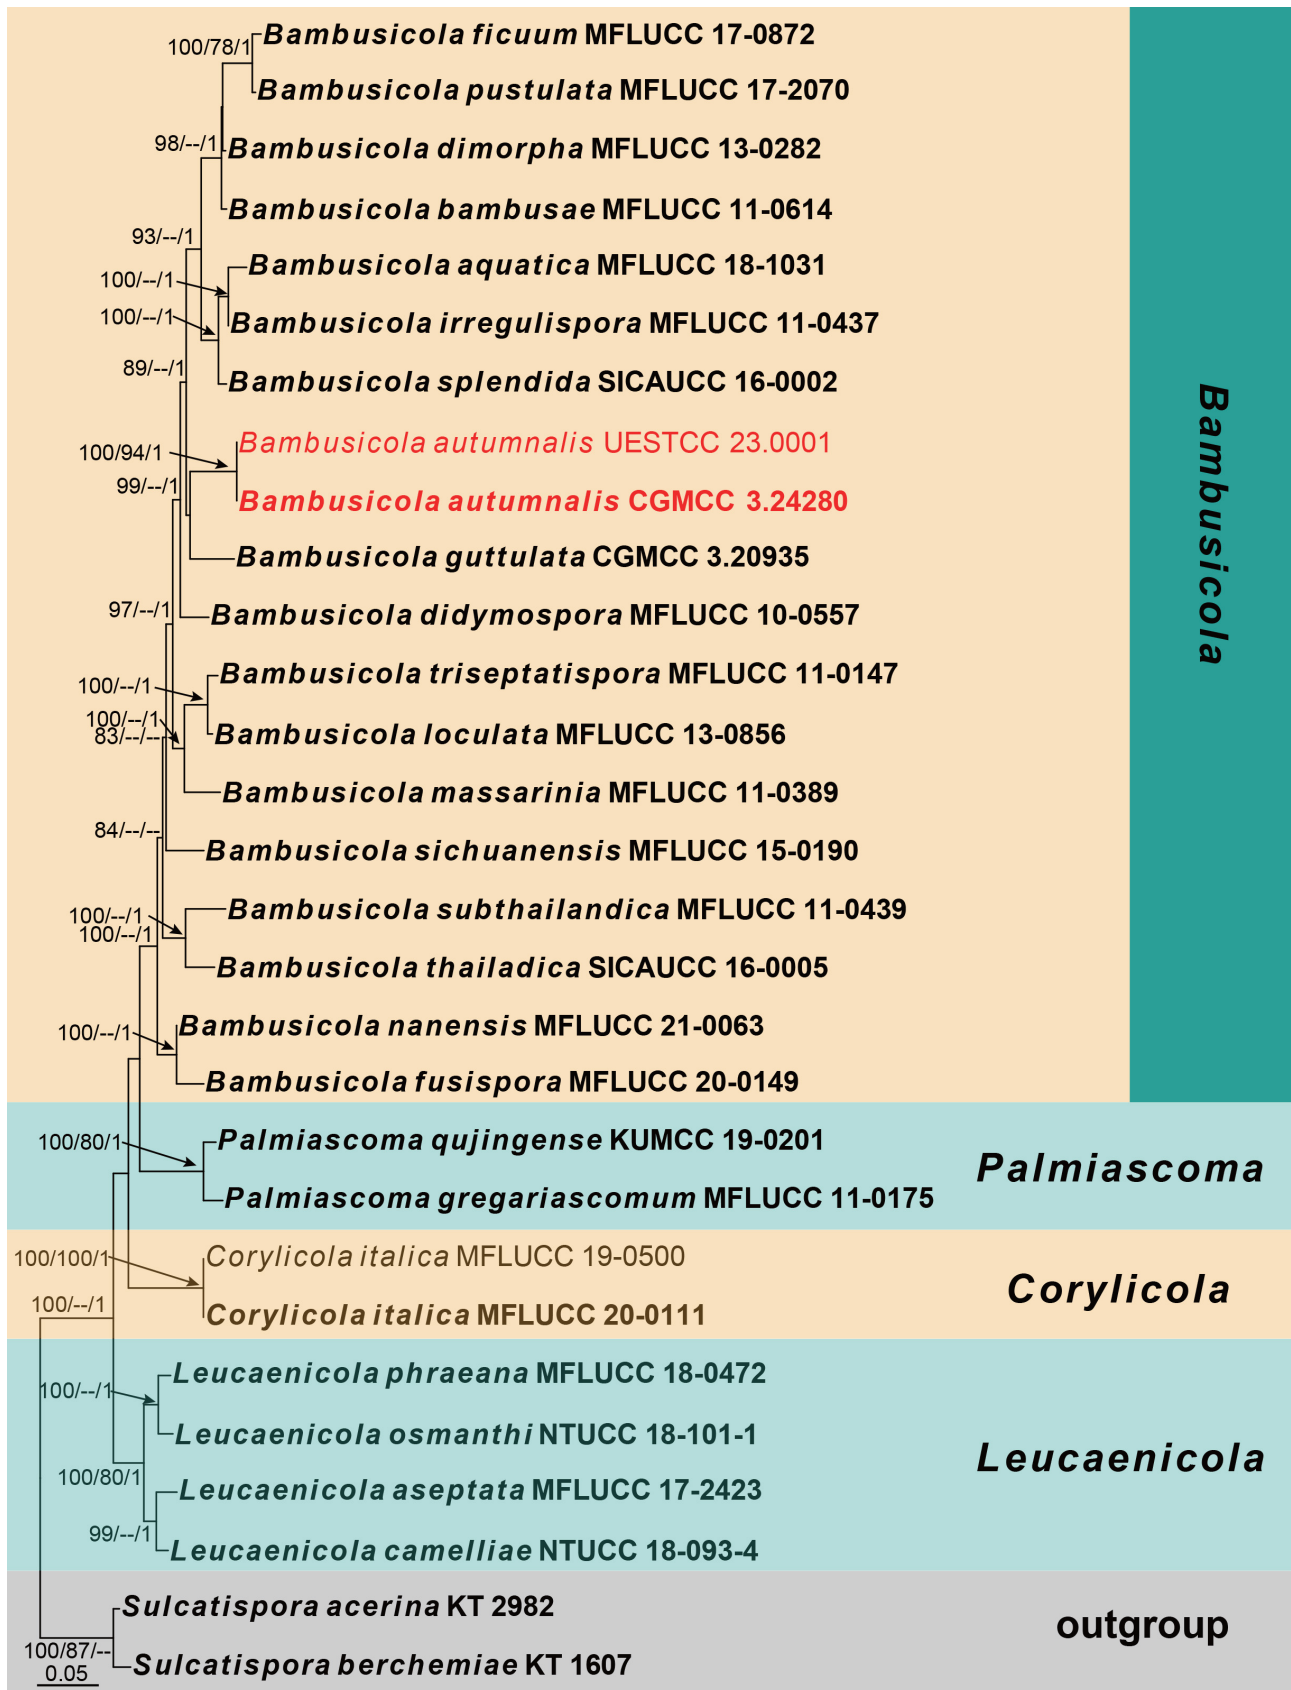 Bambusicola ficuum MFLUCC 17-0872
100/78/1
Bambusicola pustulata MFLUCC 17-2070
98/--/1
Bambusicola dimorpha MFLUCC 13-0282
Bambusicola bambusae MFLUCC 11-0614
93/--/1
Bambusicola aquatica MFLUCC 18-1031
100/--/1
100/--/1
Bambusicola irregulispora MFLUCC 11-0437
89/--/1
Bambusicola splendida SICAUCC 16-0002
Bambusicola
Bambusicola autumnalis UESTCC 23.0001
100/94/1
99/--/1
Bambusicola autumnalis CGMCC 3.24280
Bambusicola guttulata CGMCC 3.20935
97/--/1
Bambusicola didymospora MFLUCC 10-0557
Bambusicola triseptatispora MFLUCC 11-0147
100/--/1
100/--/1
83/--/--
Bambusicola loculata MFLUCC 13-0856
Bambusicola massarinia MFLUCC 11-0389
84/--/--
Bambusicola sichuanensis MFLUCC 15-0190
Bambusicola subthailandica MFLUCC 11-0439
100/--/1
100/--/1
Bambusicola thailadica SICAUCC 16-0005
Bambusicola nanensis MFLUCC 21-0063
100/--/1
Bambusicola fusispora MFLUCC 20-0149
Palmiascoma qujingense KUMCC 19-0201
100/80/1
Palmiascoma
Palmiascoma gregariascomum MFLUCC 11-0175
Corylicola italica MFLUCC 19-0500
100/100/1
Corylicola
100/--/1
Corylicola italica MFLUCC 20-0111
Leucaenicola phraeana MFLUCC 18-0472
100/--/1
Leucaenicola osmanthi NTUCC 18-101-1
Leucaenicola
100/80/1
Leucaenicola aseptata MFLUCC 17-2423
99/--/1
Leucaenicola camelliae NTUCC 18-093-4
Sulcatispora acerina KT 2982
outgroup
100/87/--
Sulcatispora berchemiae KT 1607
0.05